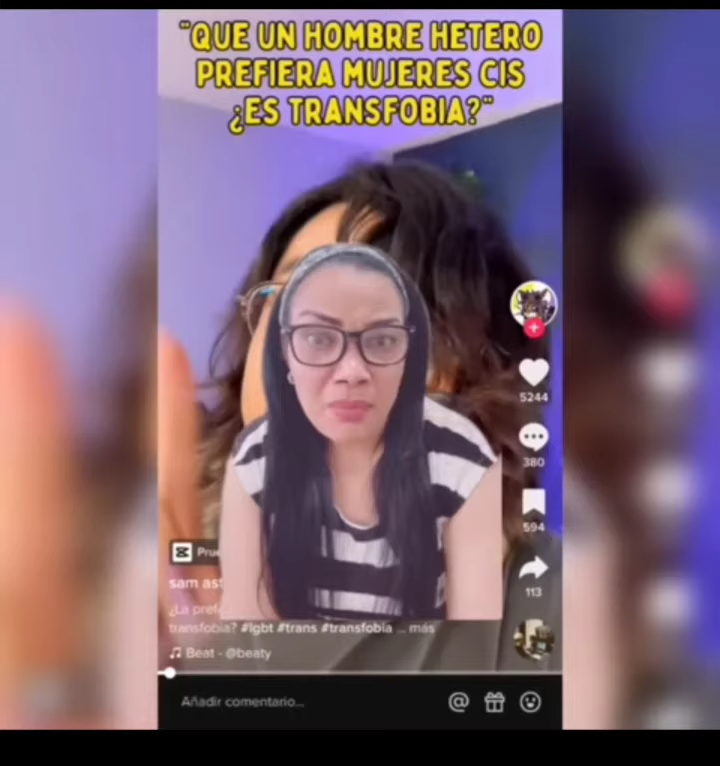 "QUE UN HOMBRE HETERO
PREFIERA MUJERES CIS
¿ES TRANSFOBIA?"
5244
380
594
113
sam
¿La
transfobia? #lgbt #trans #transfobia ... más
Beat - @beaty
Añadir comentario...